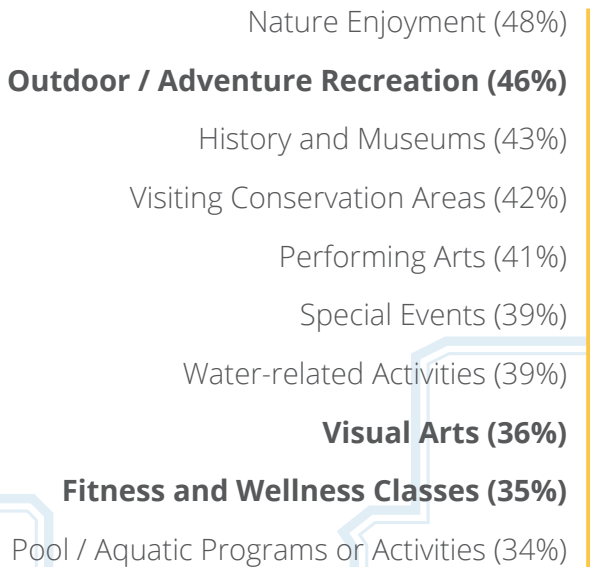 Nature Enjoyment (48%)
Outdoor / Adventure Recreation (46%)
History and Museums (43%)
Visiting Conservation Areas (42%)
Performing Arts (41%)
Special Events (39%)
Water-related Activities (39%)
Visual Arts (36%)
Fitness and Wellness Classes (35%)
Pool / Aquatic Programs or Activities (34%)